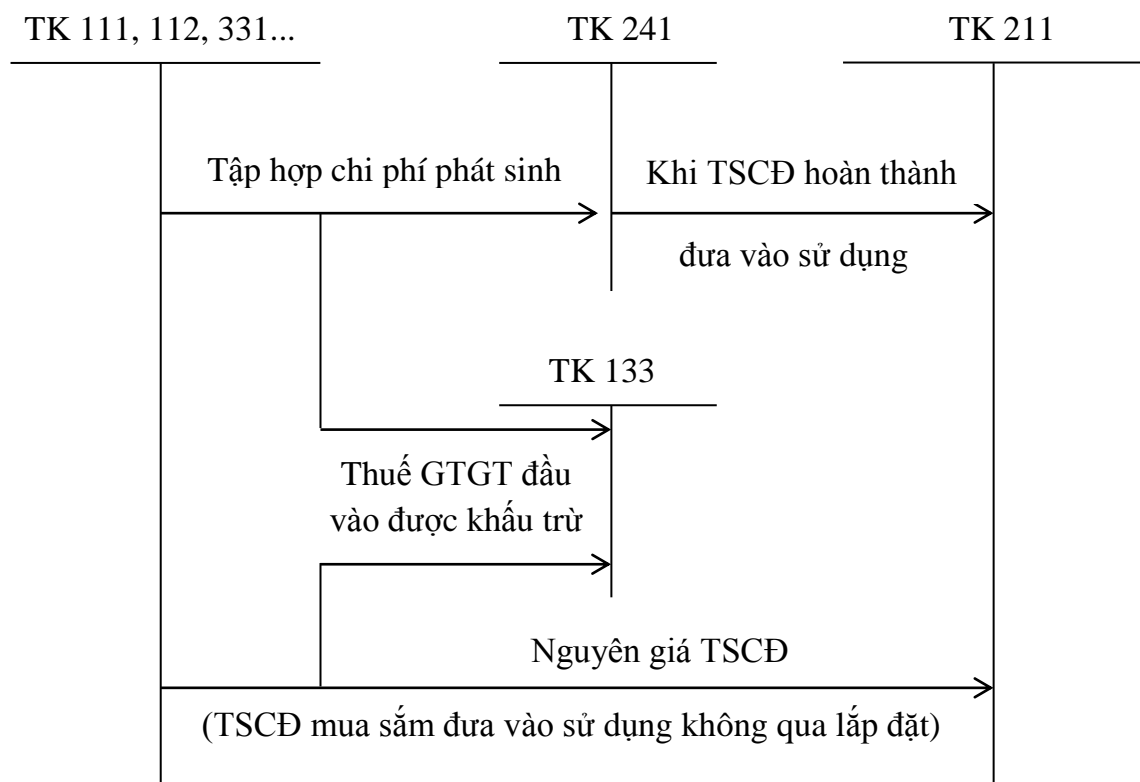 TK 111, 112, 331...
TK 241
TK 211
Tập hợp chi phí phát sinh
Khi TSCĐ hoàn thành
đưa vào sử dụng
TK 133
Thuế GTGT đầu
vào được khấu trừ
Nguyên giá TSCĐ
(TSCĐ mua sắm đưa vào sử dụng không qua lắp đặt)